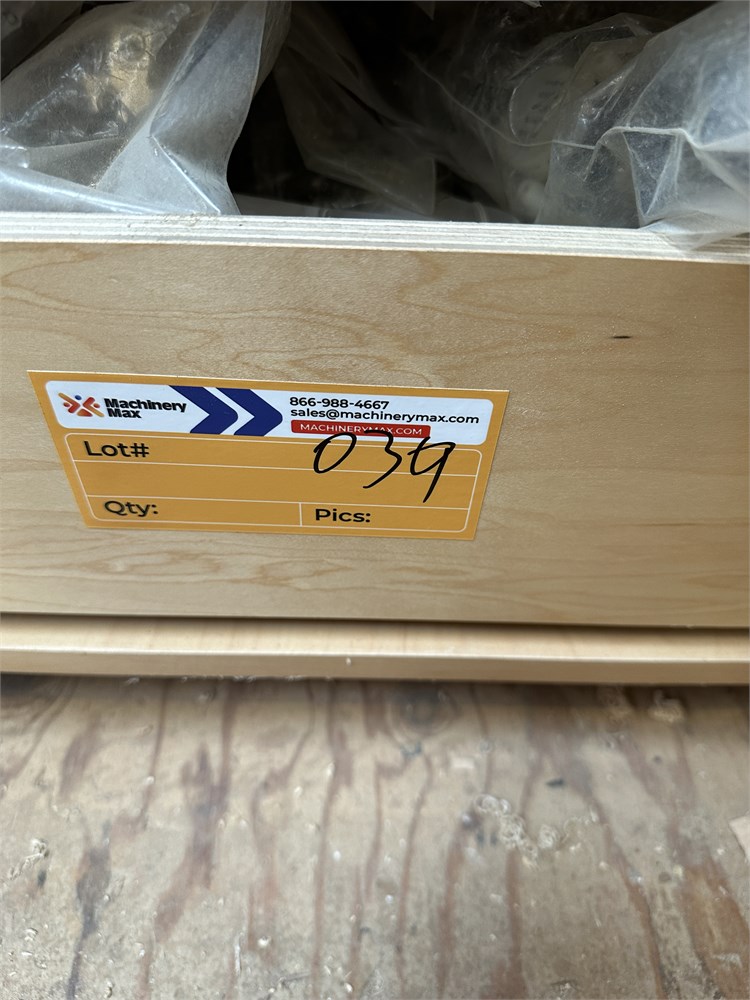 Machinery
Max
866-988-4667
sales@machinerymax.com
MACHINERYMAX.COM
Lot# 039
Qty: Pics: